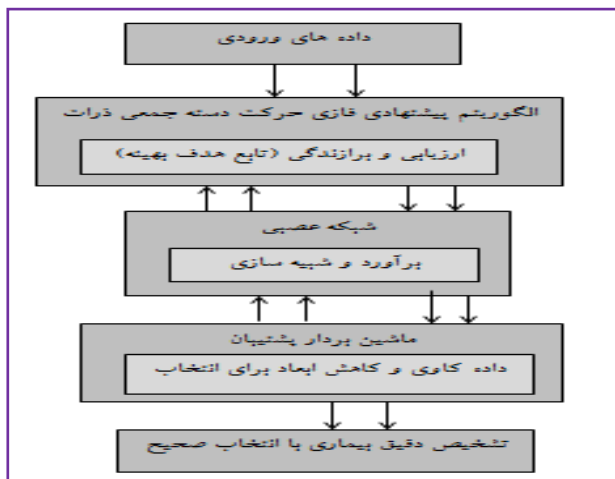 داده های ورودی
الگوریتم پیشنهادی فازی حرکت دسته جمعی ذرات
ارزیابی و برازندگی (تابع هدف بهینه)
شبکه عصبی
برآورد و شبیه سازی
ماشین بردار پشتیبان
داده کاوی و کاهش ابعاد برای انتخاب
تشخیص دقیق بیماری با انتخاب صحیح